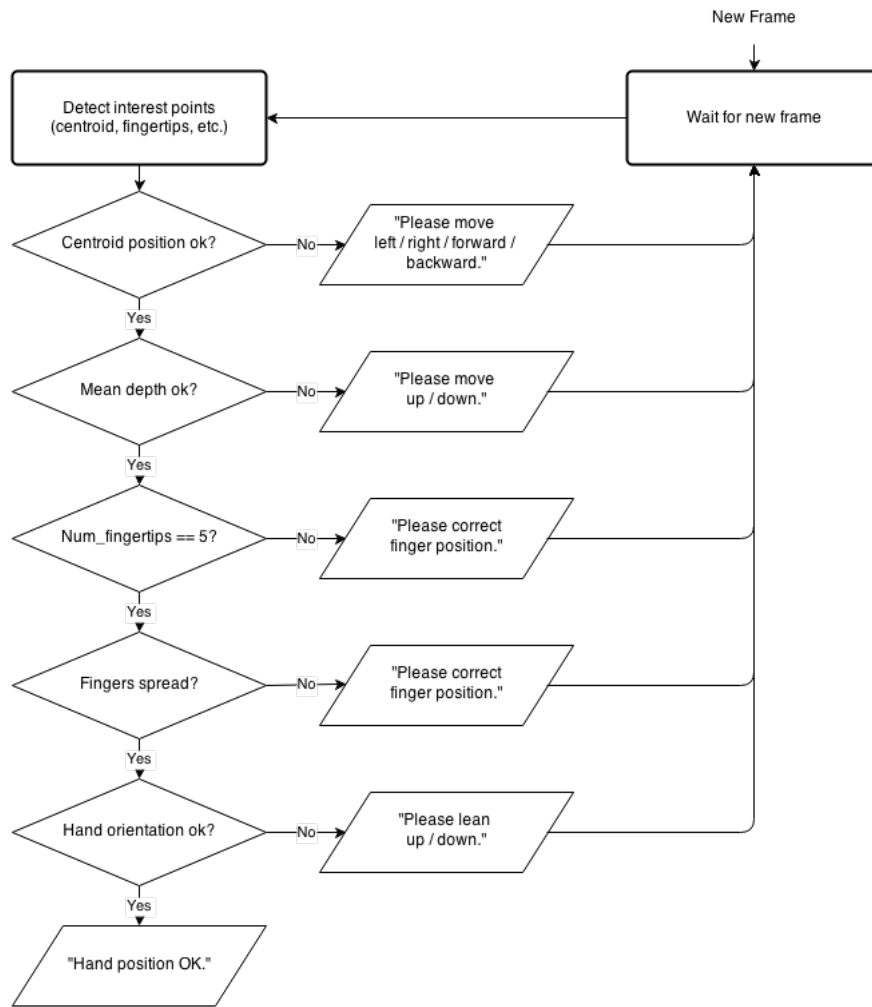 New Frame
Detect interest points
(centroid, fingertips, etc.)
Wait for new frame
Centroid position ok?
No
"Please move
left / right / forward /
backward."
Yes
Mean depth ok?
No
"Please move
up / down."
Yes
Num_fingertips == 5?
No
"Please correct
finger position."
Yes
Fingers spread?
No
"Please correct
finger position."
Yes
Hand orientation ok?
No
"Please lean
up / down."
Yes
"Hand position OK."